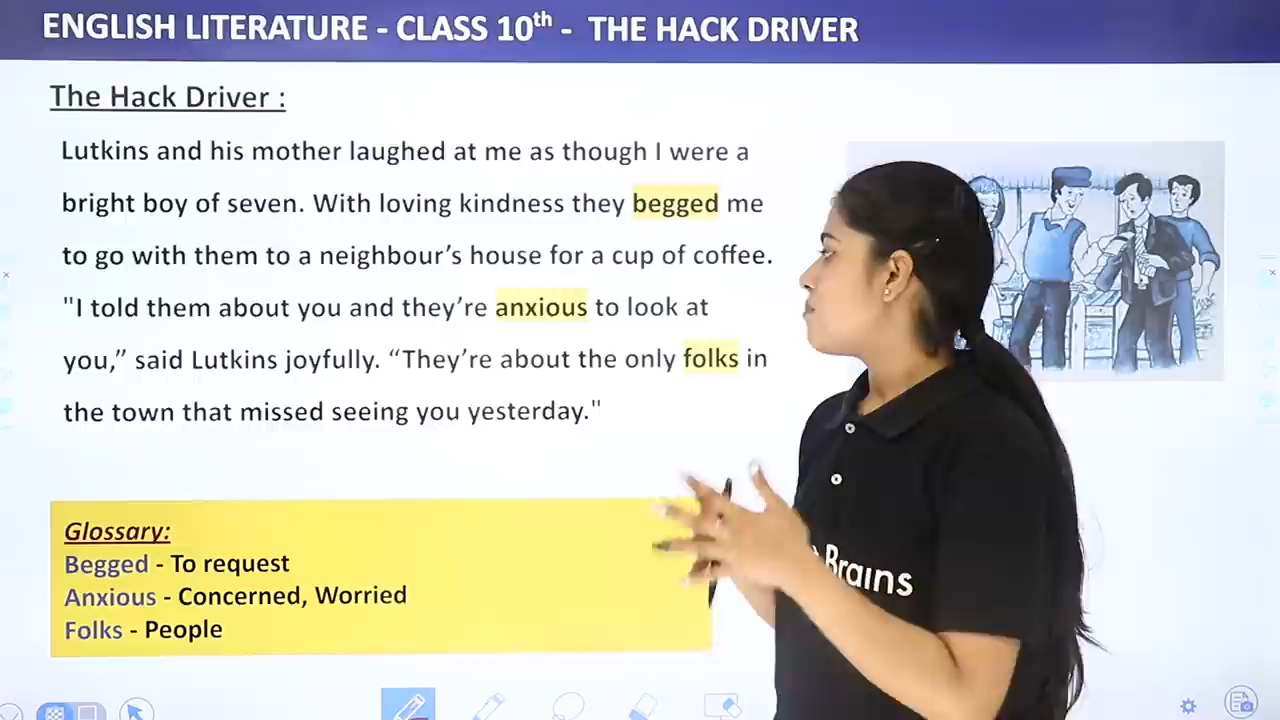 ENGLISH LITERATURE - CLASS 10th - THE HACK DRIVER
The Hack Driver :
Lutkins and his mother laughed at me as though I were a
bright boy of seven. With loving kindness they begged me
to go with them to a neighbour’s house for a cup of coffee.
"I told them about you and they’re anxious to look at
you,” said Lutkins joyfully. “They’re about the only folks in
the town that missed seeing you yesterday."
Glossary:
Begged - To request
Anxious - Concerned, Worried
Folks - People
Brains